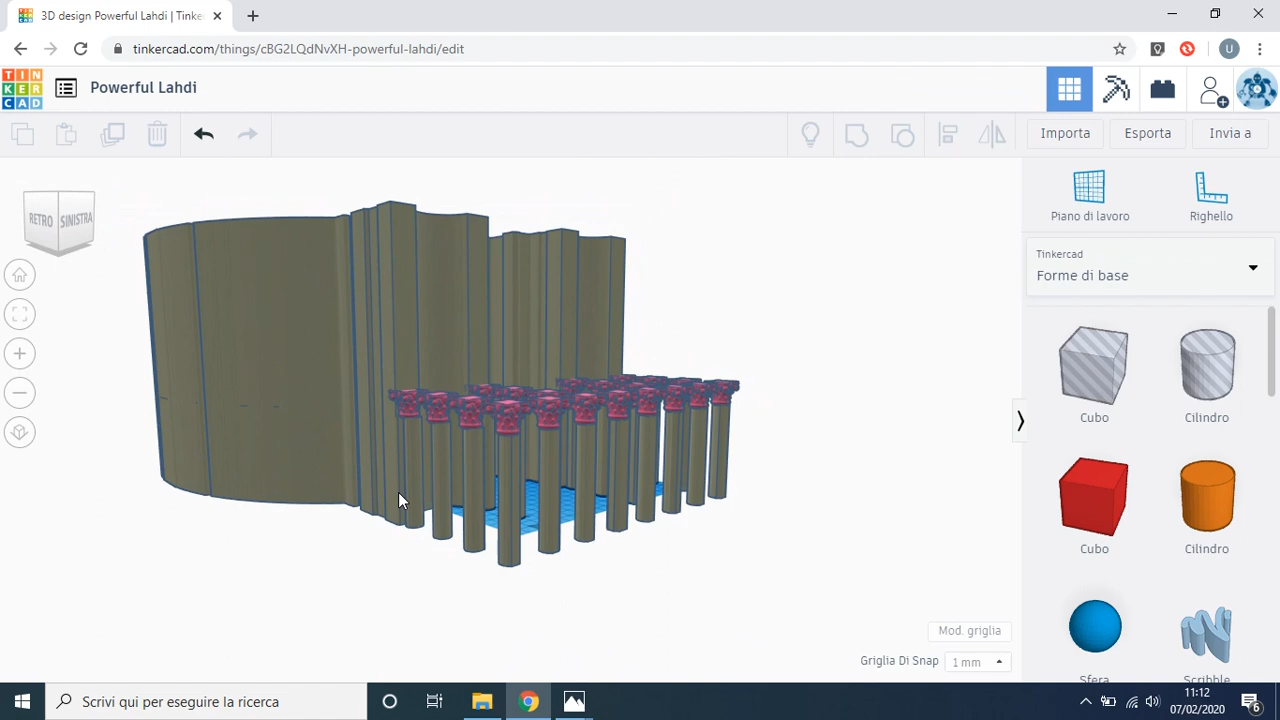 3D design Powerful Lahdi | Tinke
tinkercad.com/things/cBG2LQdNvXH-powerful-lahdi/edit
U
TIN
KER
CAD
Powerful Lahdi
Importa
Esporta
Invia a
RETRO
SINISTRA
Piano di lavoro
Righello
Tinkercad
Forme di base
Cubo
Cilindro
Cubo
Cilindro
Sfera
Scribble
Mod. griglia
Griglia Di Snap
1 mm
Scrivi qui per eseguire la ricerca
11:12
07/02/2020
6